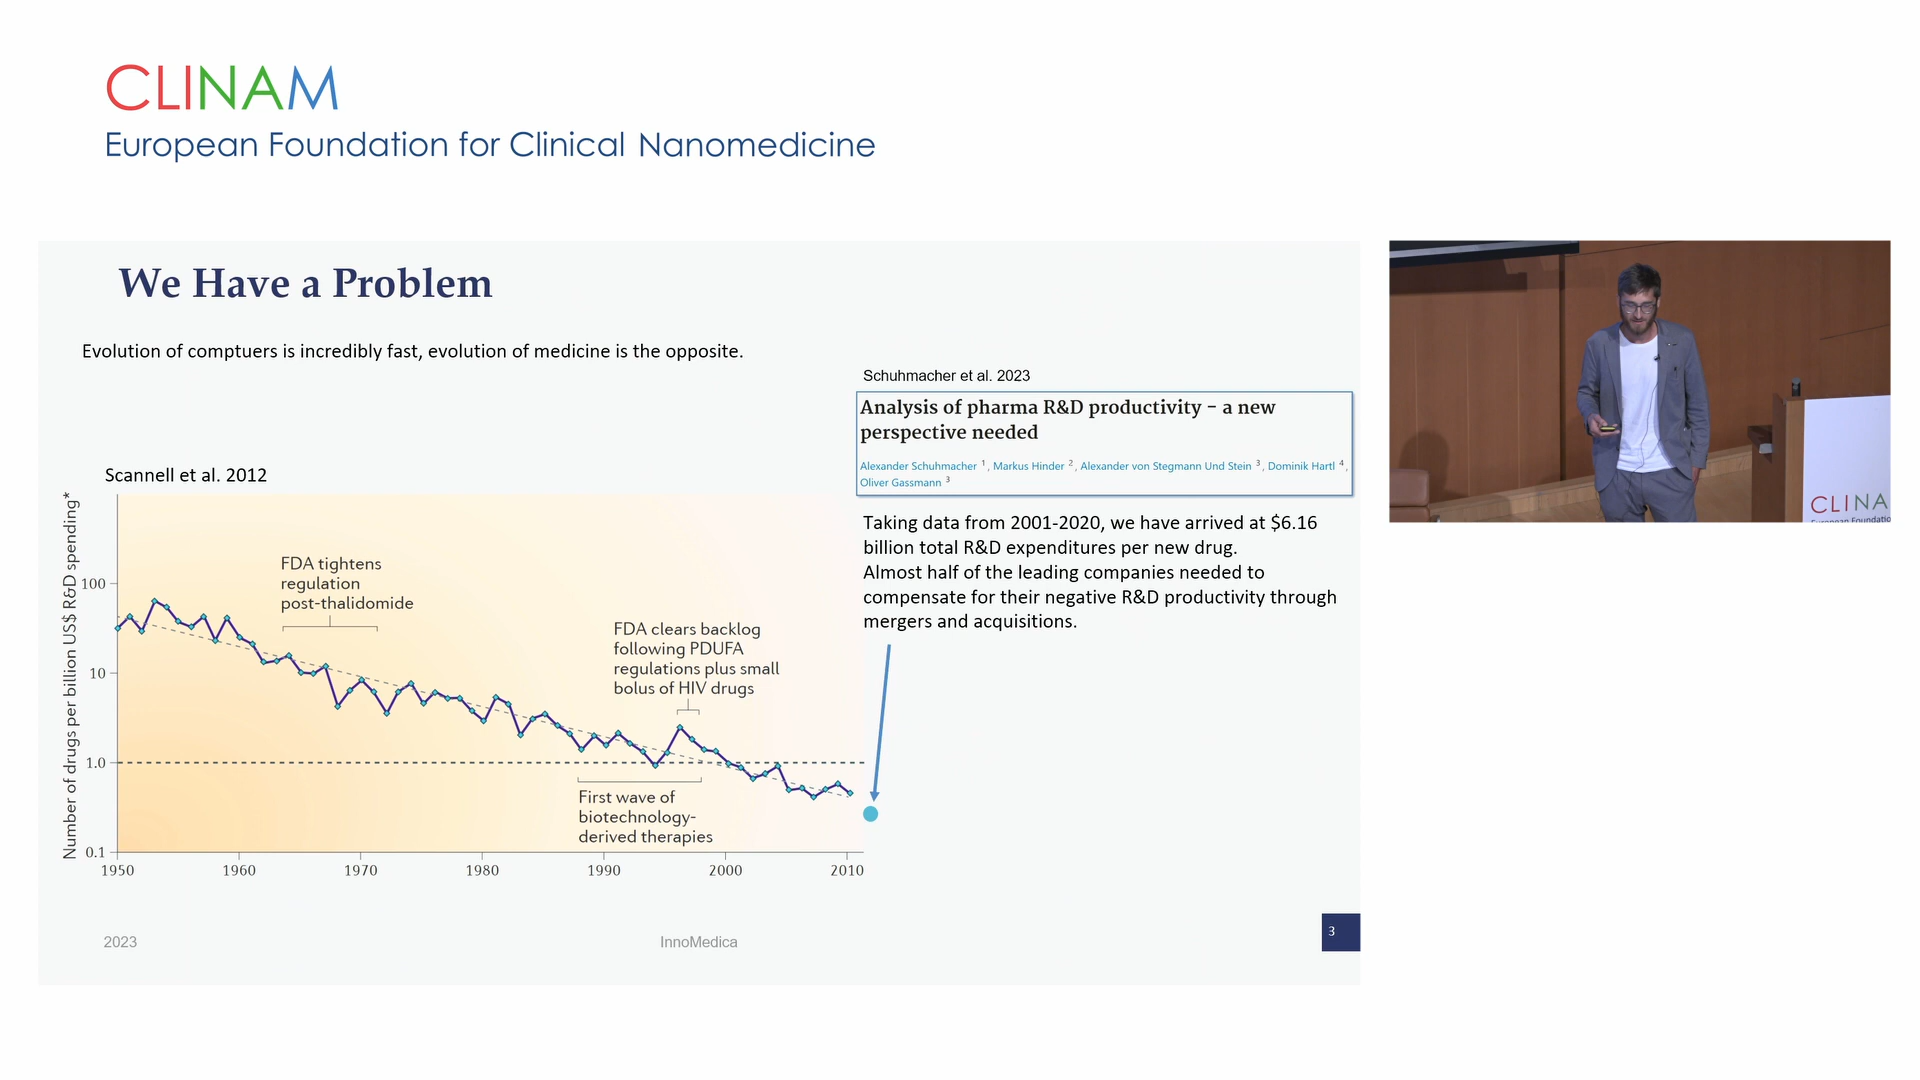 CLINAM
European Foundation for Clinical Nanomedicine
We Have a Problem
Evolution of comptuers is incredibly fast, evolution of medicine is the opposite.
Schuhmacher et al. 2023
Analysis of pharma R&D productivity - a new
perspective needed
Alexander Schuhmacher 1, Markus Hinder 2, Alexander von Stegmann Und Stein 3, Dominik Hartl 4,
Oliver Gassmann 3
Taking data from 2001-2020, we have arrived at $6.16
billion total R&D expenditures per new drug.
Almost half of the leading companies needed to
compensate for their negative R&D productivity through
mergers and acquisitions.
Scannell et al. 2012
Number of drugs per billion US$ R&D spending*
100
10
1.0
0.1
FDA tightens
regulation
post-thalidomide
FDA clears backlog
following PDUFA
regulations plus small
bolus of HIV drugs
First wave of
biotechnology-
derived therapies
1950 1960 1970 1980 1990 2000 2010
2023
InnoMedica
3
CLINA
European Foundatio